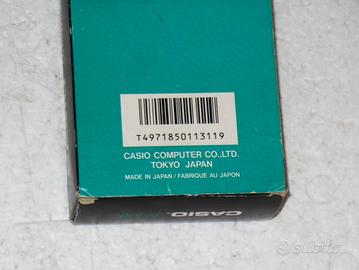 T4971850113119
CASIO COMPUTER CO.,LTD.
TOKYO JAPAN
MADE IN JAPAN / FABRIQUE AU JAPON
CASIO
subito